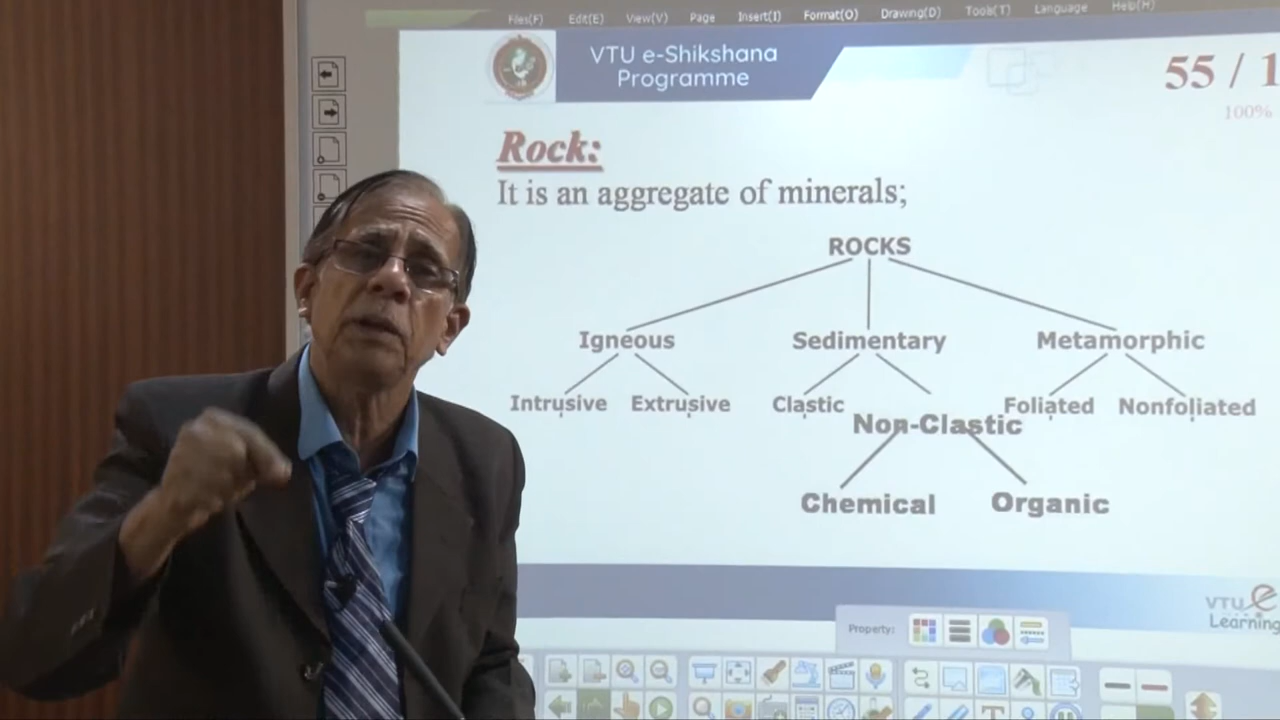 Files(F) Edit(E) View(V) Page Insert(I) Format(O) Drawing(D) Tools(T) Language Help(H)
VTU e-Shikshana
Programme
55 / 1
100%
Rock:
It is an aggregate of minerals;
ROCKS
Igneous Sedimentary Metamorphic
Intrusive Extrusive Clastic Foliated Nonfoliated
Non-Clastic
Chemical Organic
VTU e
Learning
Property: